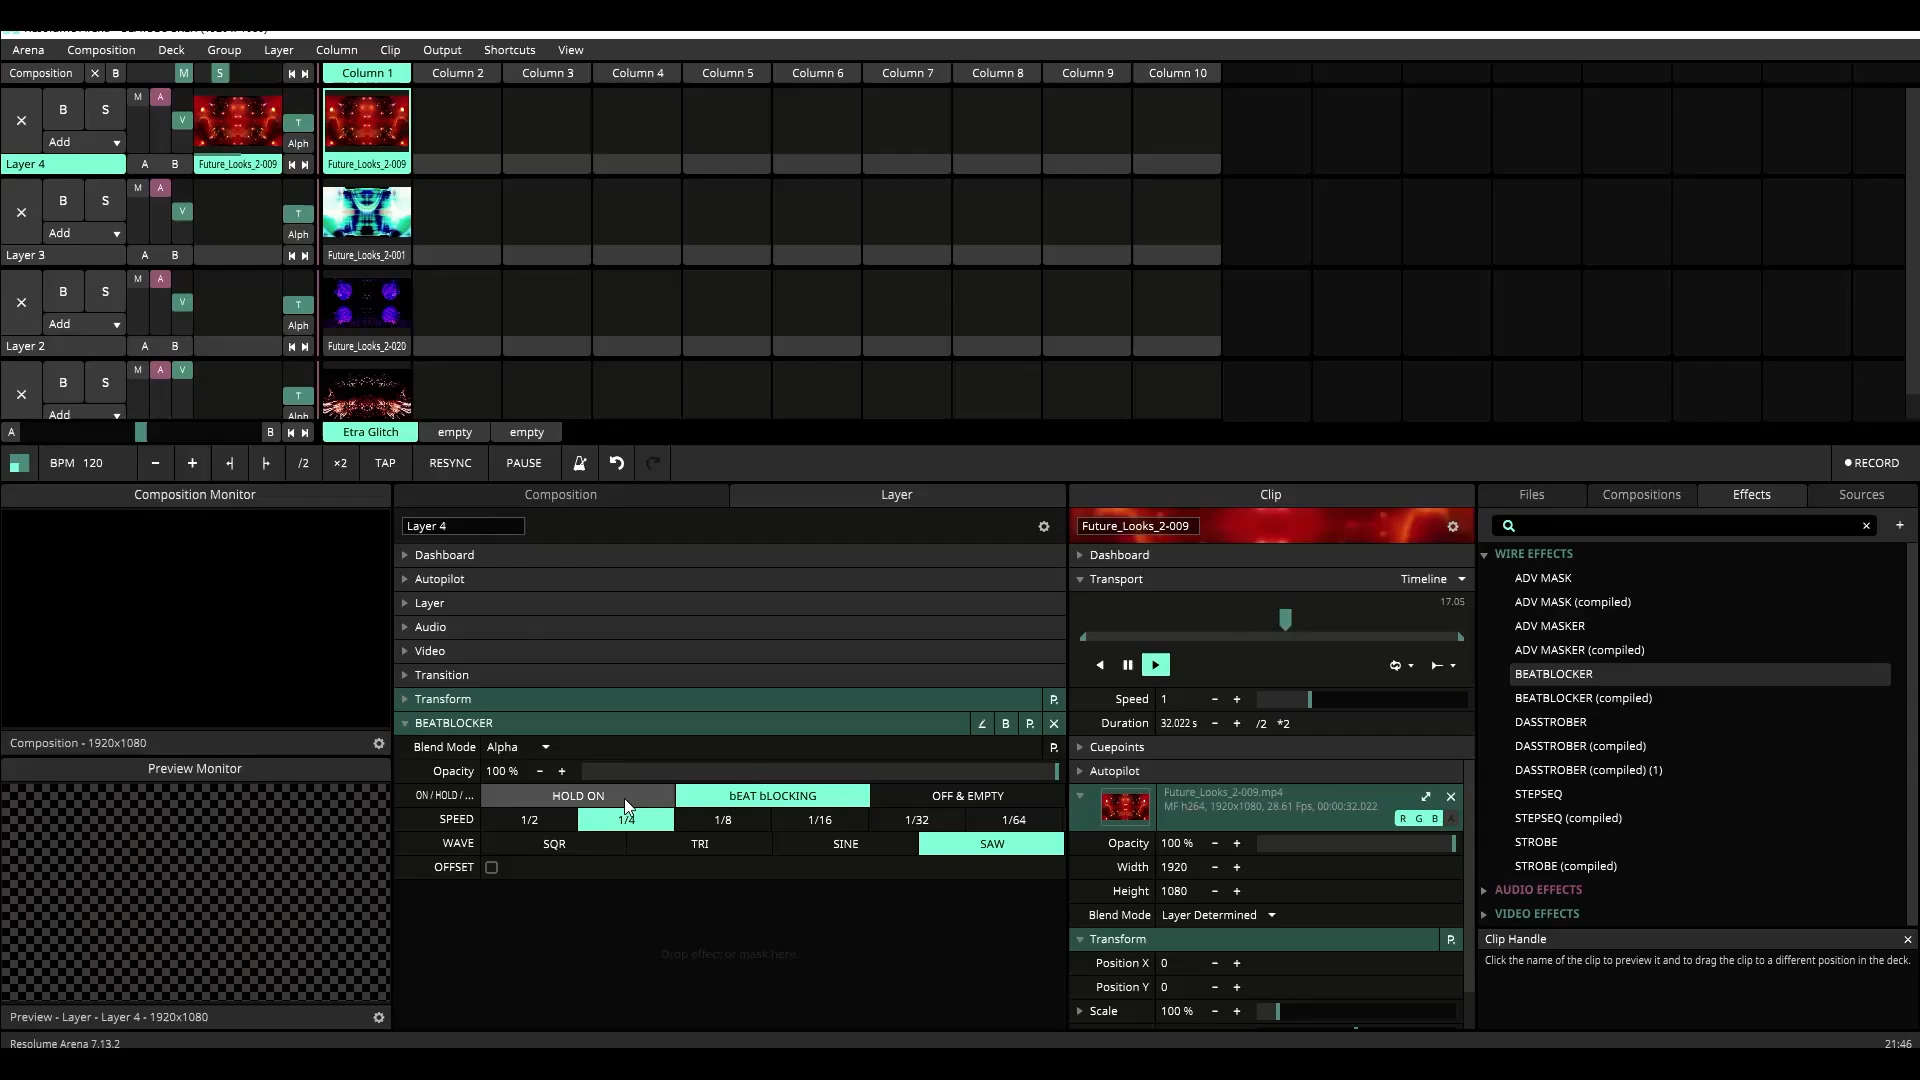 Arena Composition Deck Group Layer Column Clip Output Shortcuts View
Composition × B M S Column 1 Column 2 Column 3 Column 4 Column 5 Column 6 Column 7 Column 8 Column 9 Column 10
B S M A V T
Add Alph
Layer 4 A B Future_Looks_2-009 Future_Looks_2-009
B S M A V T
Add Alph
Layer 3 A B Future_Looks_2-001
B S M A V T
Add Alph
Layer 2 A B Future_Looks_2-020
B S M A V T
Add Alph
A B Etra Glitch empty empty
BPM 120 - + /2 ×2 TAP RESYNC PAUSE RECORD
Composition Monitor
Composition - 1920x1080
Preview Monitor
Preview - Layer - Layer 4 - 1920x1080
Composition Layer
Layer 4
Dashboard
Autopilot
Layer
Audio
Video
Transition
Transform P.
BEATBLOCKER B P.
Blend Mode Alpha P.
Opacity 100 % - +
ON / HOLD / ... HOLD ON bEAT bLOCKING OFF & EMPTY
SPEED 1/2 1/4 1/8 1/16 1/32 1/64
WAVE SQR TRI SINE SAW
OFFSET
Drop effect or mask here.
Clip
Future_Looks_2-009
Dashboard
Transport Timeline
17.05
Speed 1 - +
Duration 32.022 s - + /2 *2
Cuepoints
Autopilot
Future_Looks_2-009.mp4
MF h264, 1920x1080, 28.61 Fps, 00:00:32.022
R G B A
Opacity 100 % - +
Width 1920 - +
Height 1080 - +
Blend Mode Layer Determined
Transform P.
Position X 0 - +
Position Y 0 - +
Scale 100 % - +
Files Compositions Effects Sources
WIRE EFFECTS
ADV MASK
ADV MASK (compiled)
ADV MASKER
ADV MASKER (compiled)
BEATBLOCKER
BEATBLOCKER (compiled)
DASSTROBER
DASSTROBER (compiled)
DASSTROBER (compiled) (1)
STEPSEQ
STEPSEQ (compiled)
STROBE
STROBE (compiled)
AUDIO EFFECTS
VIDEO EFFECTS
Clip Handle
Click the name of the clip to preview it and to drag the clip to a different position in the deck.
Resolume Arena 7.13.2 21:46